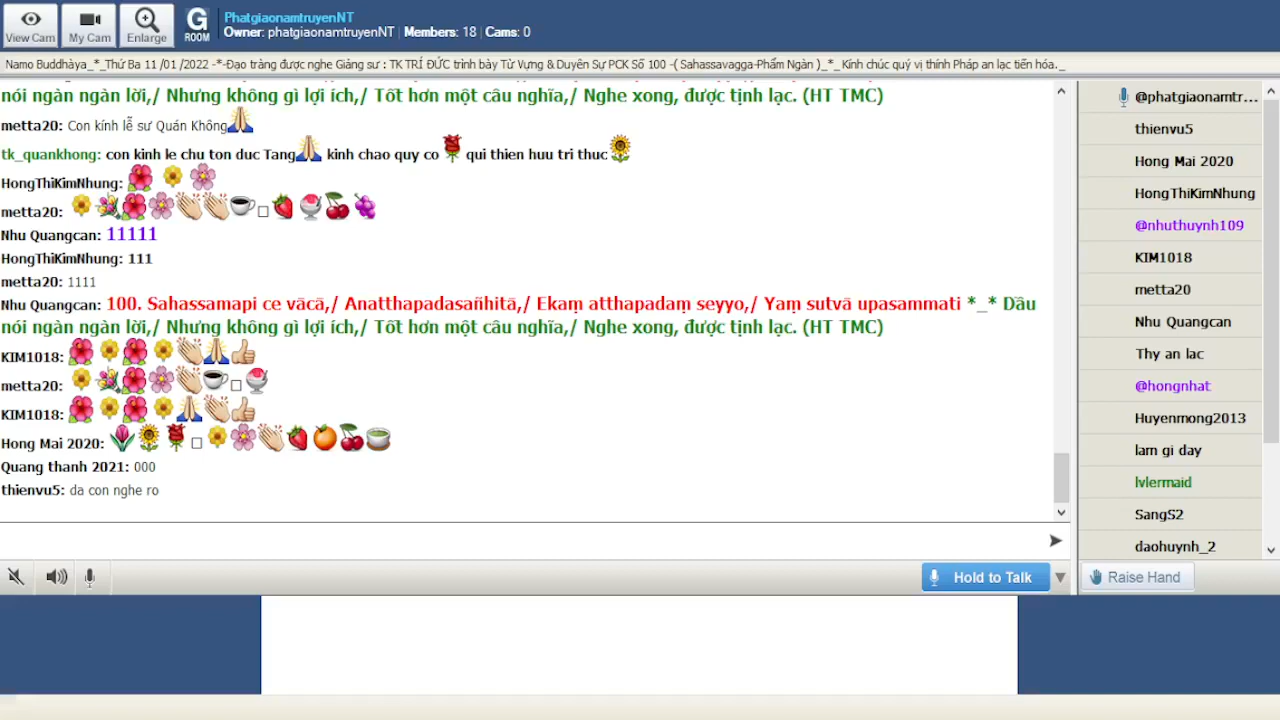 View Cam
My Cam
Enlarge
G
ROOM
PhatgiaonamtruyenNT
Owner: phatgiaonamtruyenNT | Members: 18 | Cams: 0
Namo Buddhàya_*_Thứ Ba 11 /01 /2022 -*-Đạo tràng được nghe Giảng sư : TK TRÍ ĐỨC trình bày Từ Vựng & Duyên Sự PCK Số 100 -( Sahassavagga-Phẩm Ngàn )_*_ Kính chúc quý vị thính Pháp an lạc tiến hóa._
nói ngàn ngàn lời,/ Nhưng không gì lợi ích,/ Tốt hơn một câu nghĩa,/ Nghe xong, được tịnh lạc. (HT TMC)
metta20: Con kính lễ sư Quán Không🙏
tk_quankhong: con kinh le chu ton duc Tang🙏 kinh chao quy co 🌹 qui thien huu tri thuc🌻
HongThiKimNhung: 🌺 🌼 🌸
metta20: 🌼💐🌺🌸👏👏☕□🍓🍨🍒🍇
Nhu Quangcan: 11111
HongThiKimNhung: 111
metta20: 1111
Nhu Quangcan: 100. Sahassamapi ce vācā,/ Anatthapadasañhitā,/ Ekaṃ atthapadaṃ seyyo,/ Yaṃ sutvā upasammati *_* Dầu
nói ngàn ngàn lời,/ Nhưng không gì lợi ích,/ Tốt hơn một câu nghĩa,/ Nghe xong, được tịnh lạc. (HT TMC)
KIM1018: 🌺🌼🌺🌼👏🙏👍
metta20: 🌼💐🌺🌸👏☕□🍨
KIM1018: 🌺🌼🌺🌼🙏👏👍
Hong Mai 2020: 🌷🌻🌹□🌼🌸👏🍓🍊🍒🍵
Quang thanh 2021: 000
thienvu5: da con nghe ro
Hold to Talk
@phatgiaonamtr...
thienvu5
Hong Mai 2020
HongThiKimNhung
@nhuthuynh109
KIM1018
metta20
Nhu Quangcan
Thy an lac
@hongnhat
Huyenmong2013
lam gi day
lvlermaid
SangS2
daohuynh_2
Raise Hand